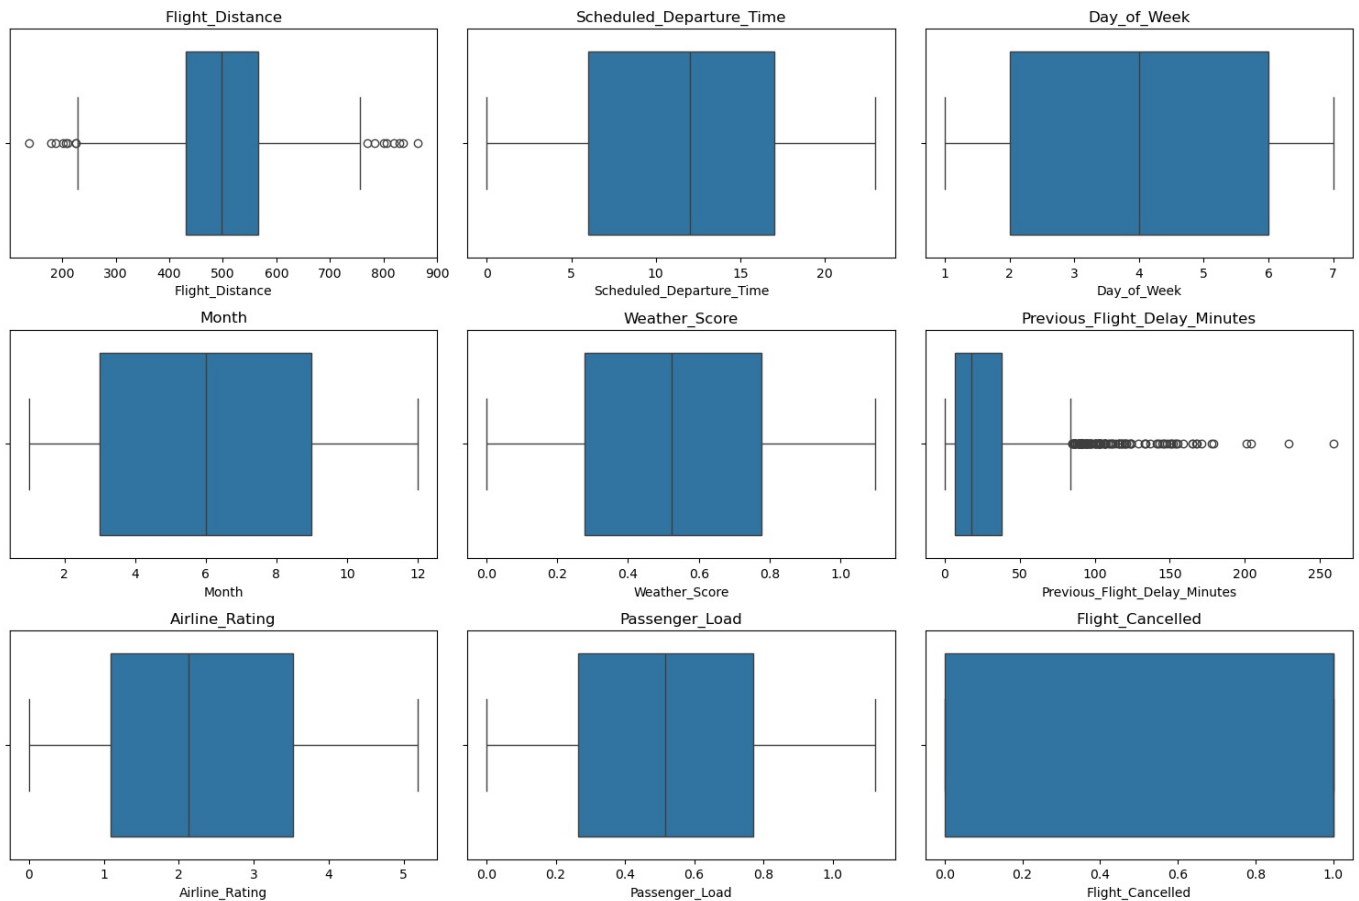 Flight_Distance
Scheduled_Departure_Time
Day_of_Week
200 300 400 500 600 700 800 900
0 5 10 15 20
1 2 3 4 5 6 7
Flight_Distance
Scheduled_Departure_Time
Day_of_Week
Month
Weather_Score
Previous_Flight_Delay_Minutes
2 4 6 8 10 12
0.0 0.2 0.4 0.6 0.8 1.0
0 50 100 150 200 250
Month
Weather_Score
Previous_Flight_Delay_Minutes
Airline_Rating
Passenger_Load
Flight_Cancelled
0 1 2 3 4 5
0.0 0.2 0.4 0.6 0.8 1.0
0.0 0.2 0.4 0.6 0.8 1.0
Airline_Rating
Passenger_Load
Flight_Cancelled